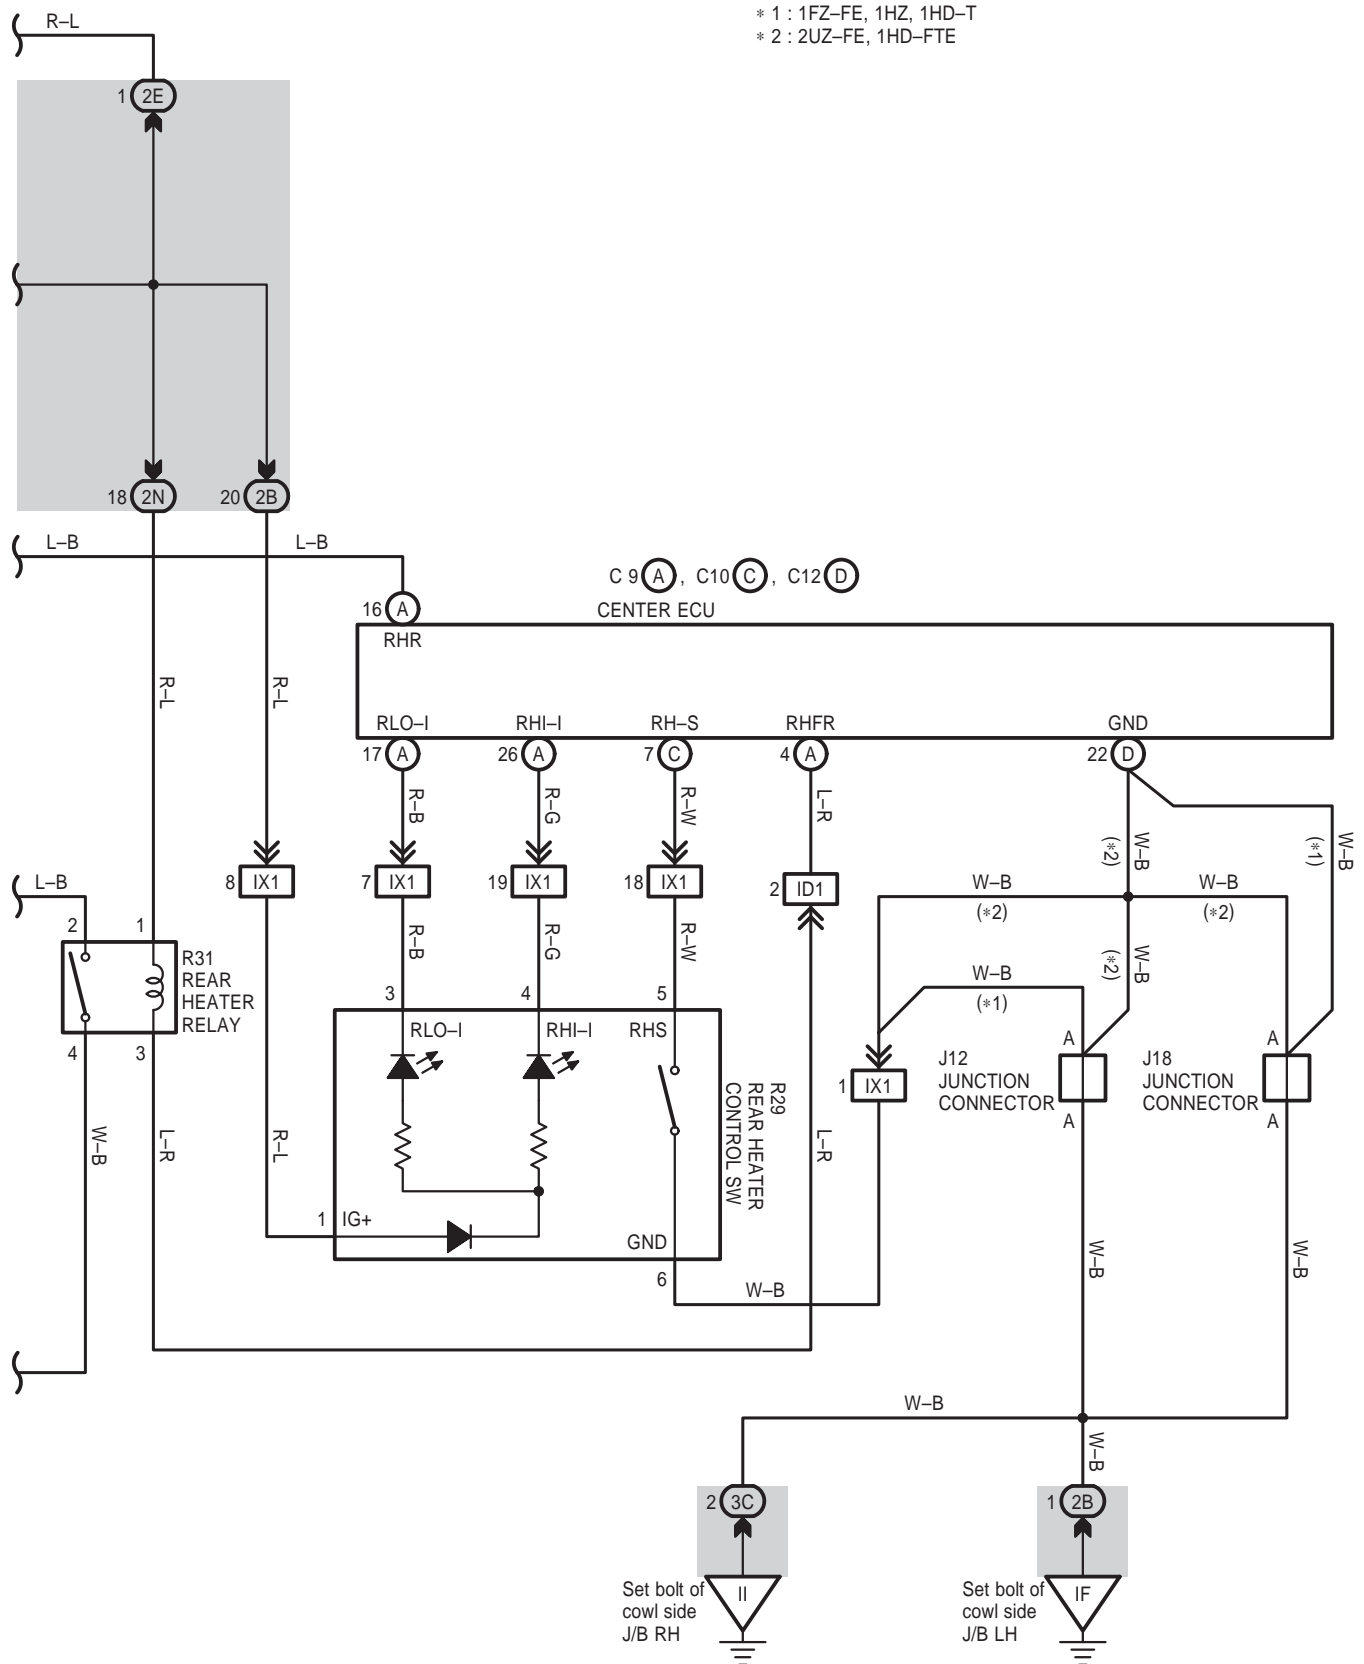 R–L
∗ 1 : 1FZ–FE, 1HZ, 1HD–T
∗ 2 : 2UZ–FE, 1HD–FTE
1 2E
18 2N
20 2B
L–B
L–B
C 9 A , C10 C , C12 D
CENTER ECU
16 A
RHR
R–L
R–L
RLO–I
RHI–I
RH–S
RHFR
GND
17 A
26 A
7 C
4 A
22 D
R–B
R–G
R–W
L–R
W–B
(∗2)
W–B
(∗1)
L–B
8 IX1
7 IX1
19 IX1
18 IX1
2 ID1
W–B
(∗2)
W–B
(∗2)
2
1
R31
REAR
HEATER
RELAY
4
3
R–B
R–G
R–W
W–B
(∗2)
W–B
(∗1)
3
4
5
RLO–I
RHI–I
RHS
A
A
J12
JUNCTION
CONNECTOR
J18
JUNCTION
CONNECTOR
A
A
1 IX1
R29
REAR HEATER
CONTROL SW
W–B
L–R
R–L
L–R
1
IG+
GND
6
W–B
W–B
W–B
W–B
W–B
2 3C
1 2B
Set bolt of
cowl side
J/B RH
II
Set bolt of
cowl side
J/B LH
IF